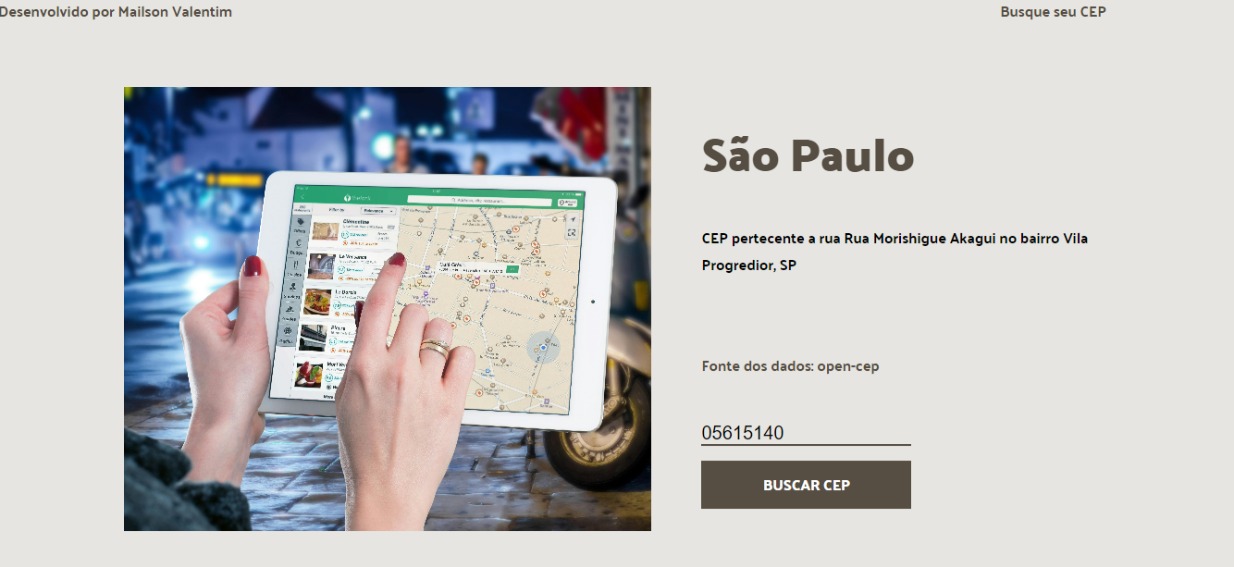 Desenvolvido por Mailson Valentim
Busque seu CEP
São Paulo
CEP pertecente a rua Rua Morishigue Akagui no bairro Vila
Progredior, SP
Fonte dos dados: open-cep
05615140
BUSCAR CEP